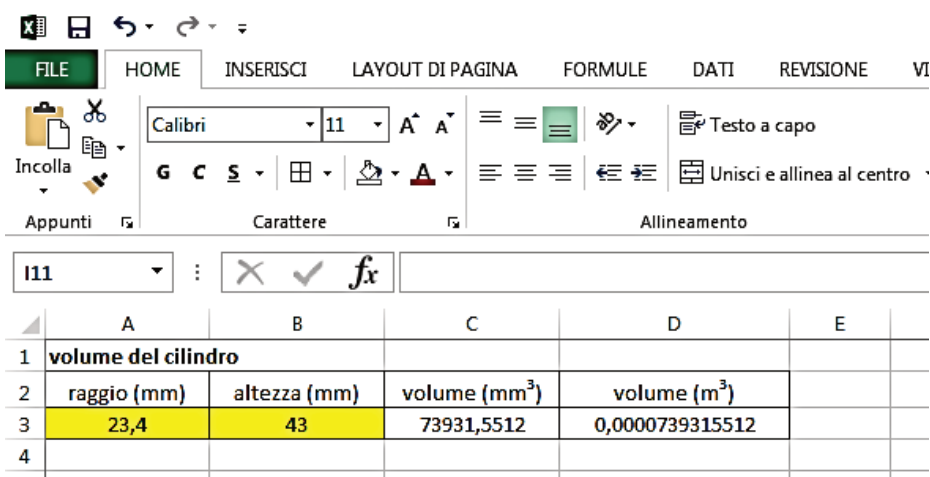 FILE HOME INSERISCI LAYOUT DI PAGINA FORMULE DATI REVISIONE VI
Calibri 11 A A Testo a capo
Incolla G C S A Unisci e allinea al centro
Appunti Carattere Allineamento
I11 fx
A B C D E
1 volume del cilindro
2 raggio (mm) altezza (mm) volume (mm³) volume (m³)
3 23,4 43 73931,5512 0,0000739315512
4